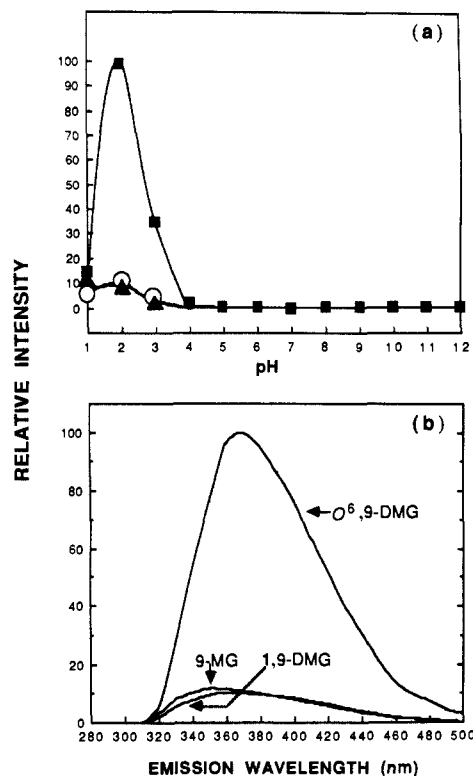 (a)
100
90
80
70
60
50
40
30
20
10
0
1 2 3 4 5 6 7 8 9 10 11 12
pH
RELATIVE INTENSITY
(b)
100
80
60
40
20
0
O⁶,9-DMG
9-MG
1,9-DMG
280 300 320 340 360 380 400 420 440 460 480 500
EMISSION WAVELENGTH (nm)